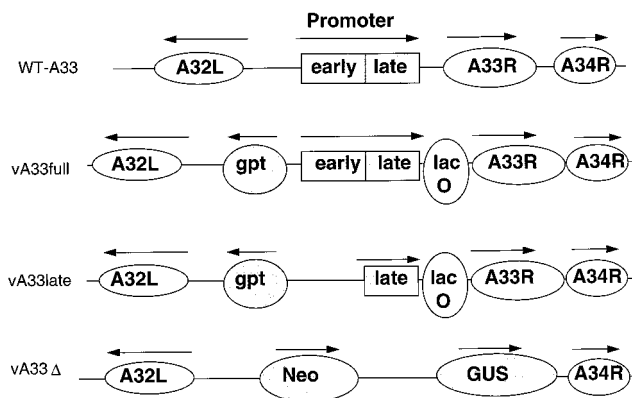 Promoter
WT-A33 A32L early late A33R A34R
vA33full A32L gpt early late lac O A33R A34R
vA33late A32L gpt late lac O A33R A34R
vA33 Δ A32L Neo GUS A34R